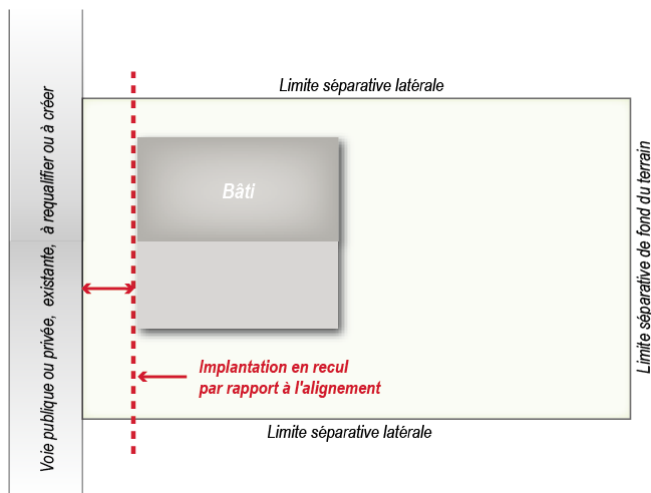 Limite séparative latérale
Voie publique ou privée, existante, à requalifier ou à créer
Bâti
Limite séparative de fond du terrain
Implantation en recul
par rapport à l'alignement
Limite séparative latérale